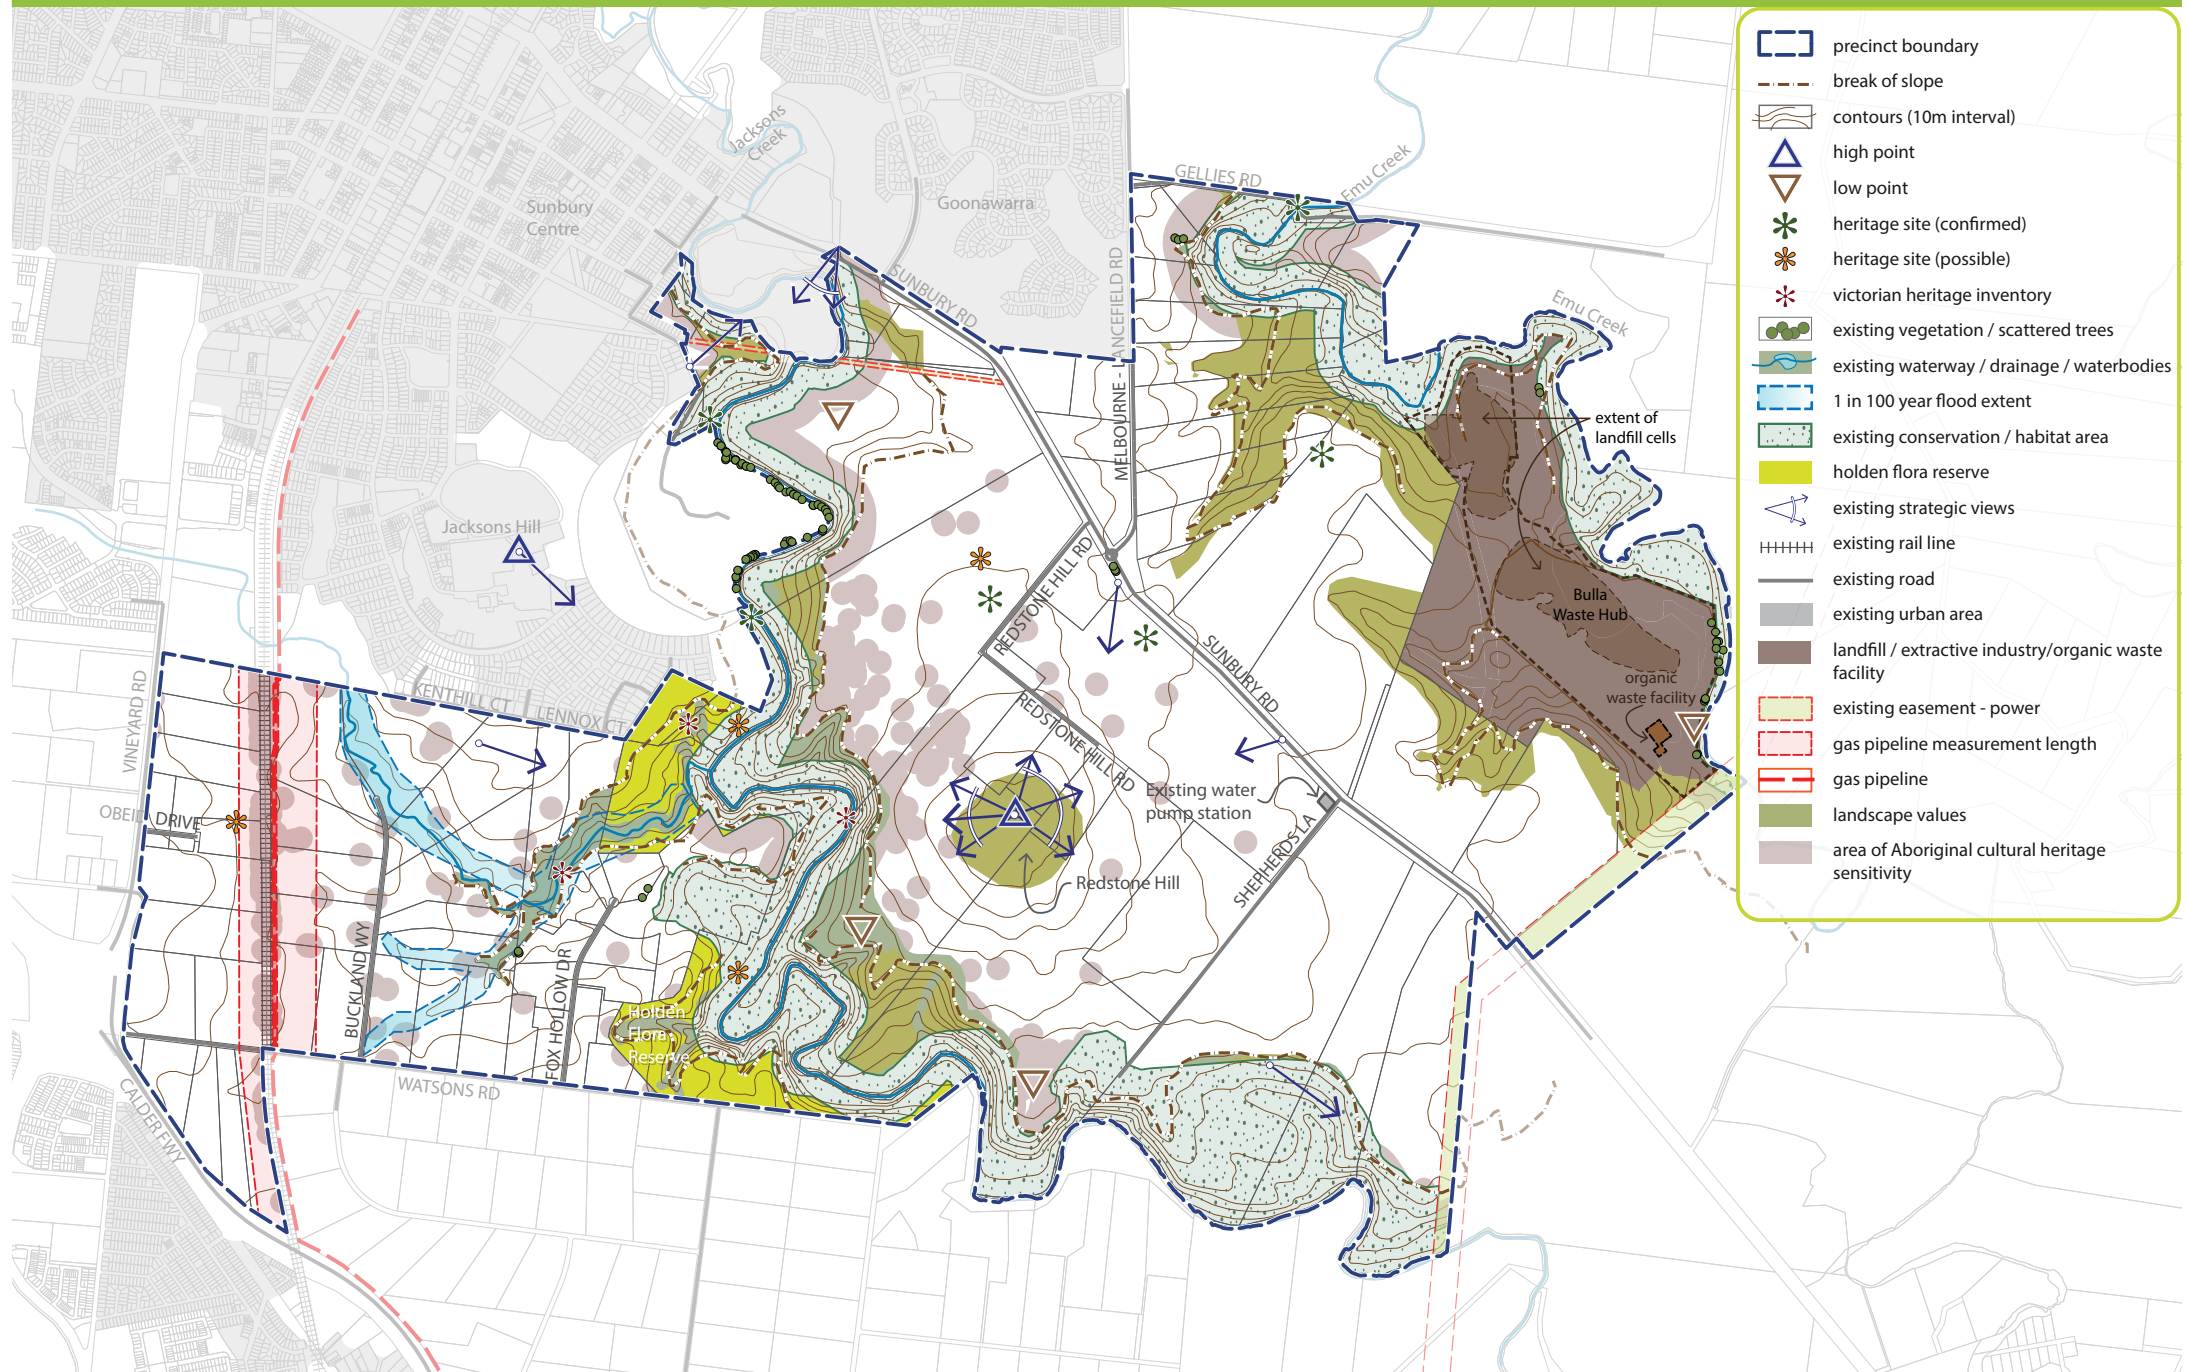 Jacksons
Creek
GELLIES RD
Emu Creek
Sunbury
Centre
Goonawarra
SUNBURY RD
MELBOURNE - LANCEFIELD RD
Emu Creek
extent of
landfill cells
Jacksons Hill
REDSTONE HILL RD
Bulla
Waste Hub
SUNBURY RD
organic
waste facility
VINEYARD RD
KENTHILL CT
LENNOX CT
REDSTONE HILL RD
Existing water
pump station
OBEID DRIVE
SHEPHERDS LA
Redstone Hill
BUCKLAND WY
FOX HOLLOW DR
Holden
Flora
Reserve
WATSONS RD
CALDER FWY
precinct boundary
break of slope
contours (10m interval)
high point
low point
heritage site (confirmed)
heritage site (possible)
victorian heritage inventory
existing vegetation / scattered trees
existing waterway / drainage / waterbodies
1 in 100 year flood extent
existing conservation / habitat area
holden flora reserve
existing strategic views
existing rail line
existing road
existing urban area
landfill / extractive industry/organic waste
facility
existing easement - power
gas pipeline measurement length
gas pipeline
landscape values
area of Aboriginal cultural heritage
sensitivity